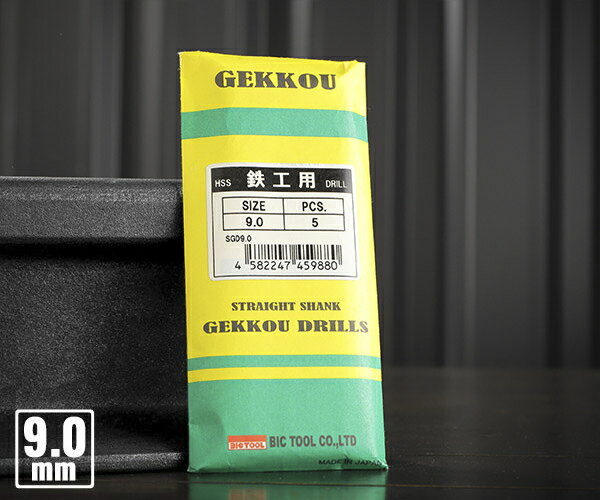 GEKKOU
HSS 鉄工用 DRILL
SIZE PCS.
9.0 5
SGD9.0
4 582247 459880
STRAIGHT SHANK
GEKKOU DRILLS
BIC TOOL BIC TOOL CO.,LTD
MADE IN JAPAN
9.0
mm